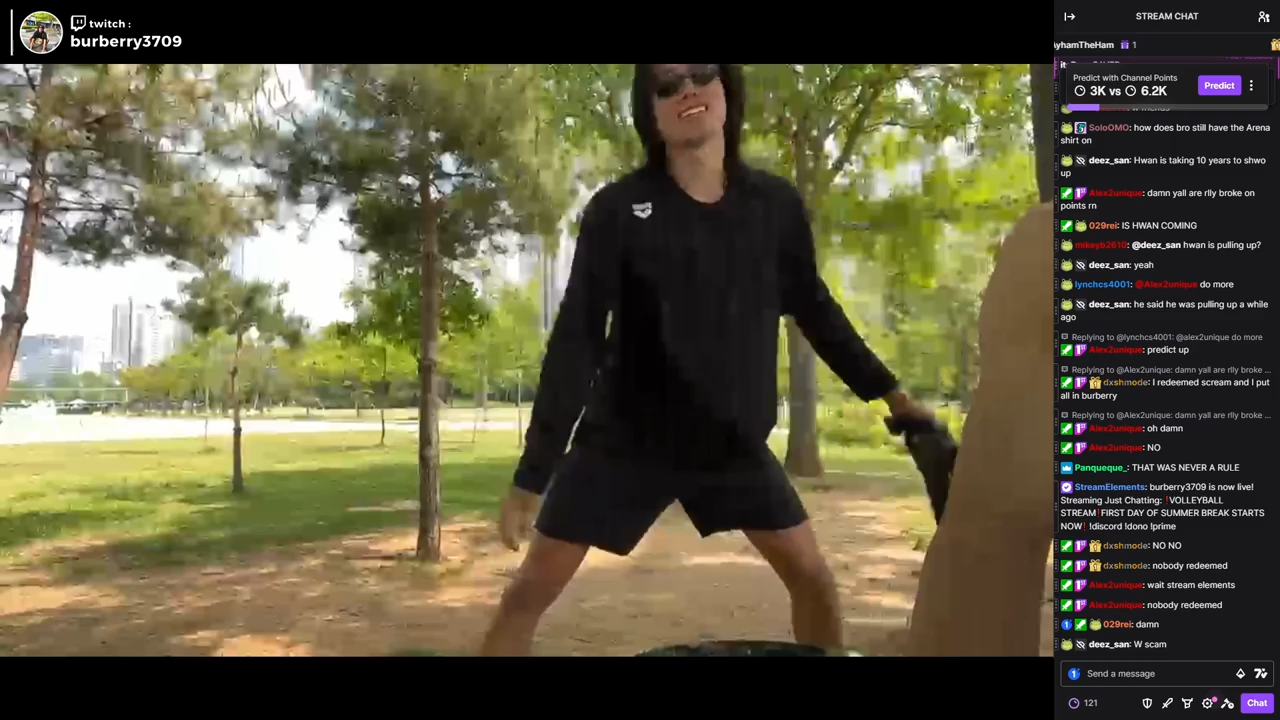 twitch :
burberry3709
STREAM CHAT
AyhamTheHam 1
Predict with Channel Points
3K vs 6.2K
Predict
SoloOMO: how does bro still have the Arena
shirt on
deez_san: Hwan is taking 10 years to shwo
up
Alex2unique: damn yall are rlly broke on
points rn
029rei: IS HWAN COMING
mikeyb2610: @deez_san hwan is pulling up?
deez_san: yeah
lynchcs4001: @Alex2unique do more
deez_san: he said he was pulling up a while
ago
Replying to @lynchcs4001: @alex2unique do more
Alex2unique: predict up
Replying to @Alex2unique: damn yall are rlly broke ...
dxshmode: I redeemed scream and I put
all in burberry
Replying to @Alex2unique: damn yall are rlly broke ...
Alex2unique: oh damn
Alex2unique: NO
Panqueque_: THAT WAS NEVER A RULE
StreamElements: burberry3709 is now live!
Streaming Just Chatting: ❗VOLLEYBALL
STREAM❗FIRST DAY OF SUMMER BREAK STARTS
NOW❗ !discord !dono !prime
dxshmode: NO NO
dxshmode: nobody redeemed
Alex2unique: wait stream elements
Alex2unique: nobody redeemed
029rei: damn
deez_san: W scam
Send a message
121
Chat